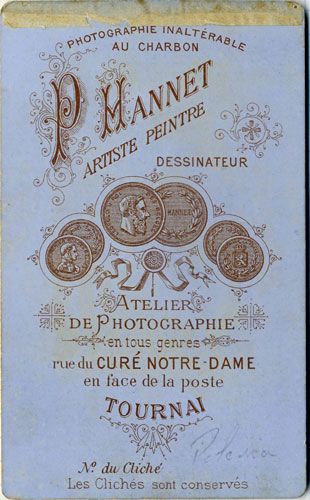 PHOTOGRAPHIE INALTÉRABLE
AU CHARBON
P. HANNET
ARTISTE PEINTRE
DESSINATEUR
ATELIER
DE PHOTOGRAPHIE
en tous genres
rue du CURÉ NOTRE-DAME
en face de la poste
TOURNAI
No. du Cliché
Les Clichés sont conservés